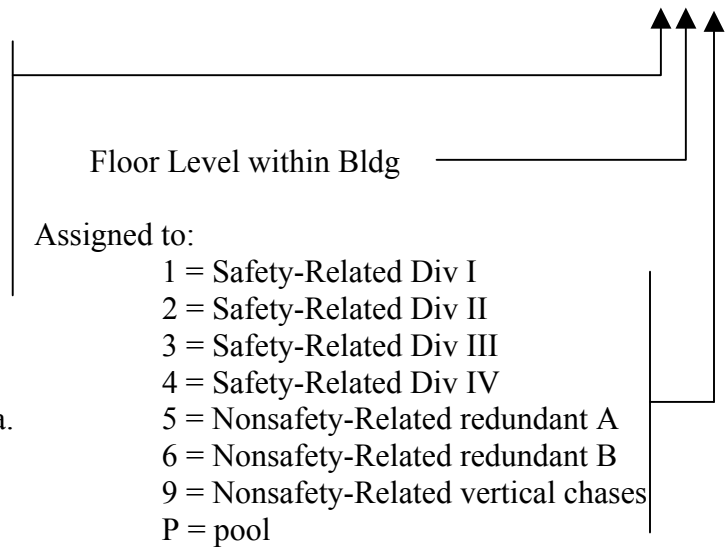 Floor Level within Bldg
Assigned to:
1 = Safety-Related Div I
2 = Safety-Related Div II
3 = Safety-Related Div III
4 = Safety-Related Div IV
a.
5 = Nonsafety-Related redundant A
6 = Nonsafety-Related redundant B
9 = Nonsafety-Related vertical chases
P = pool